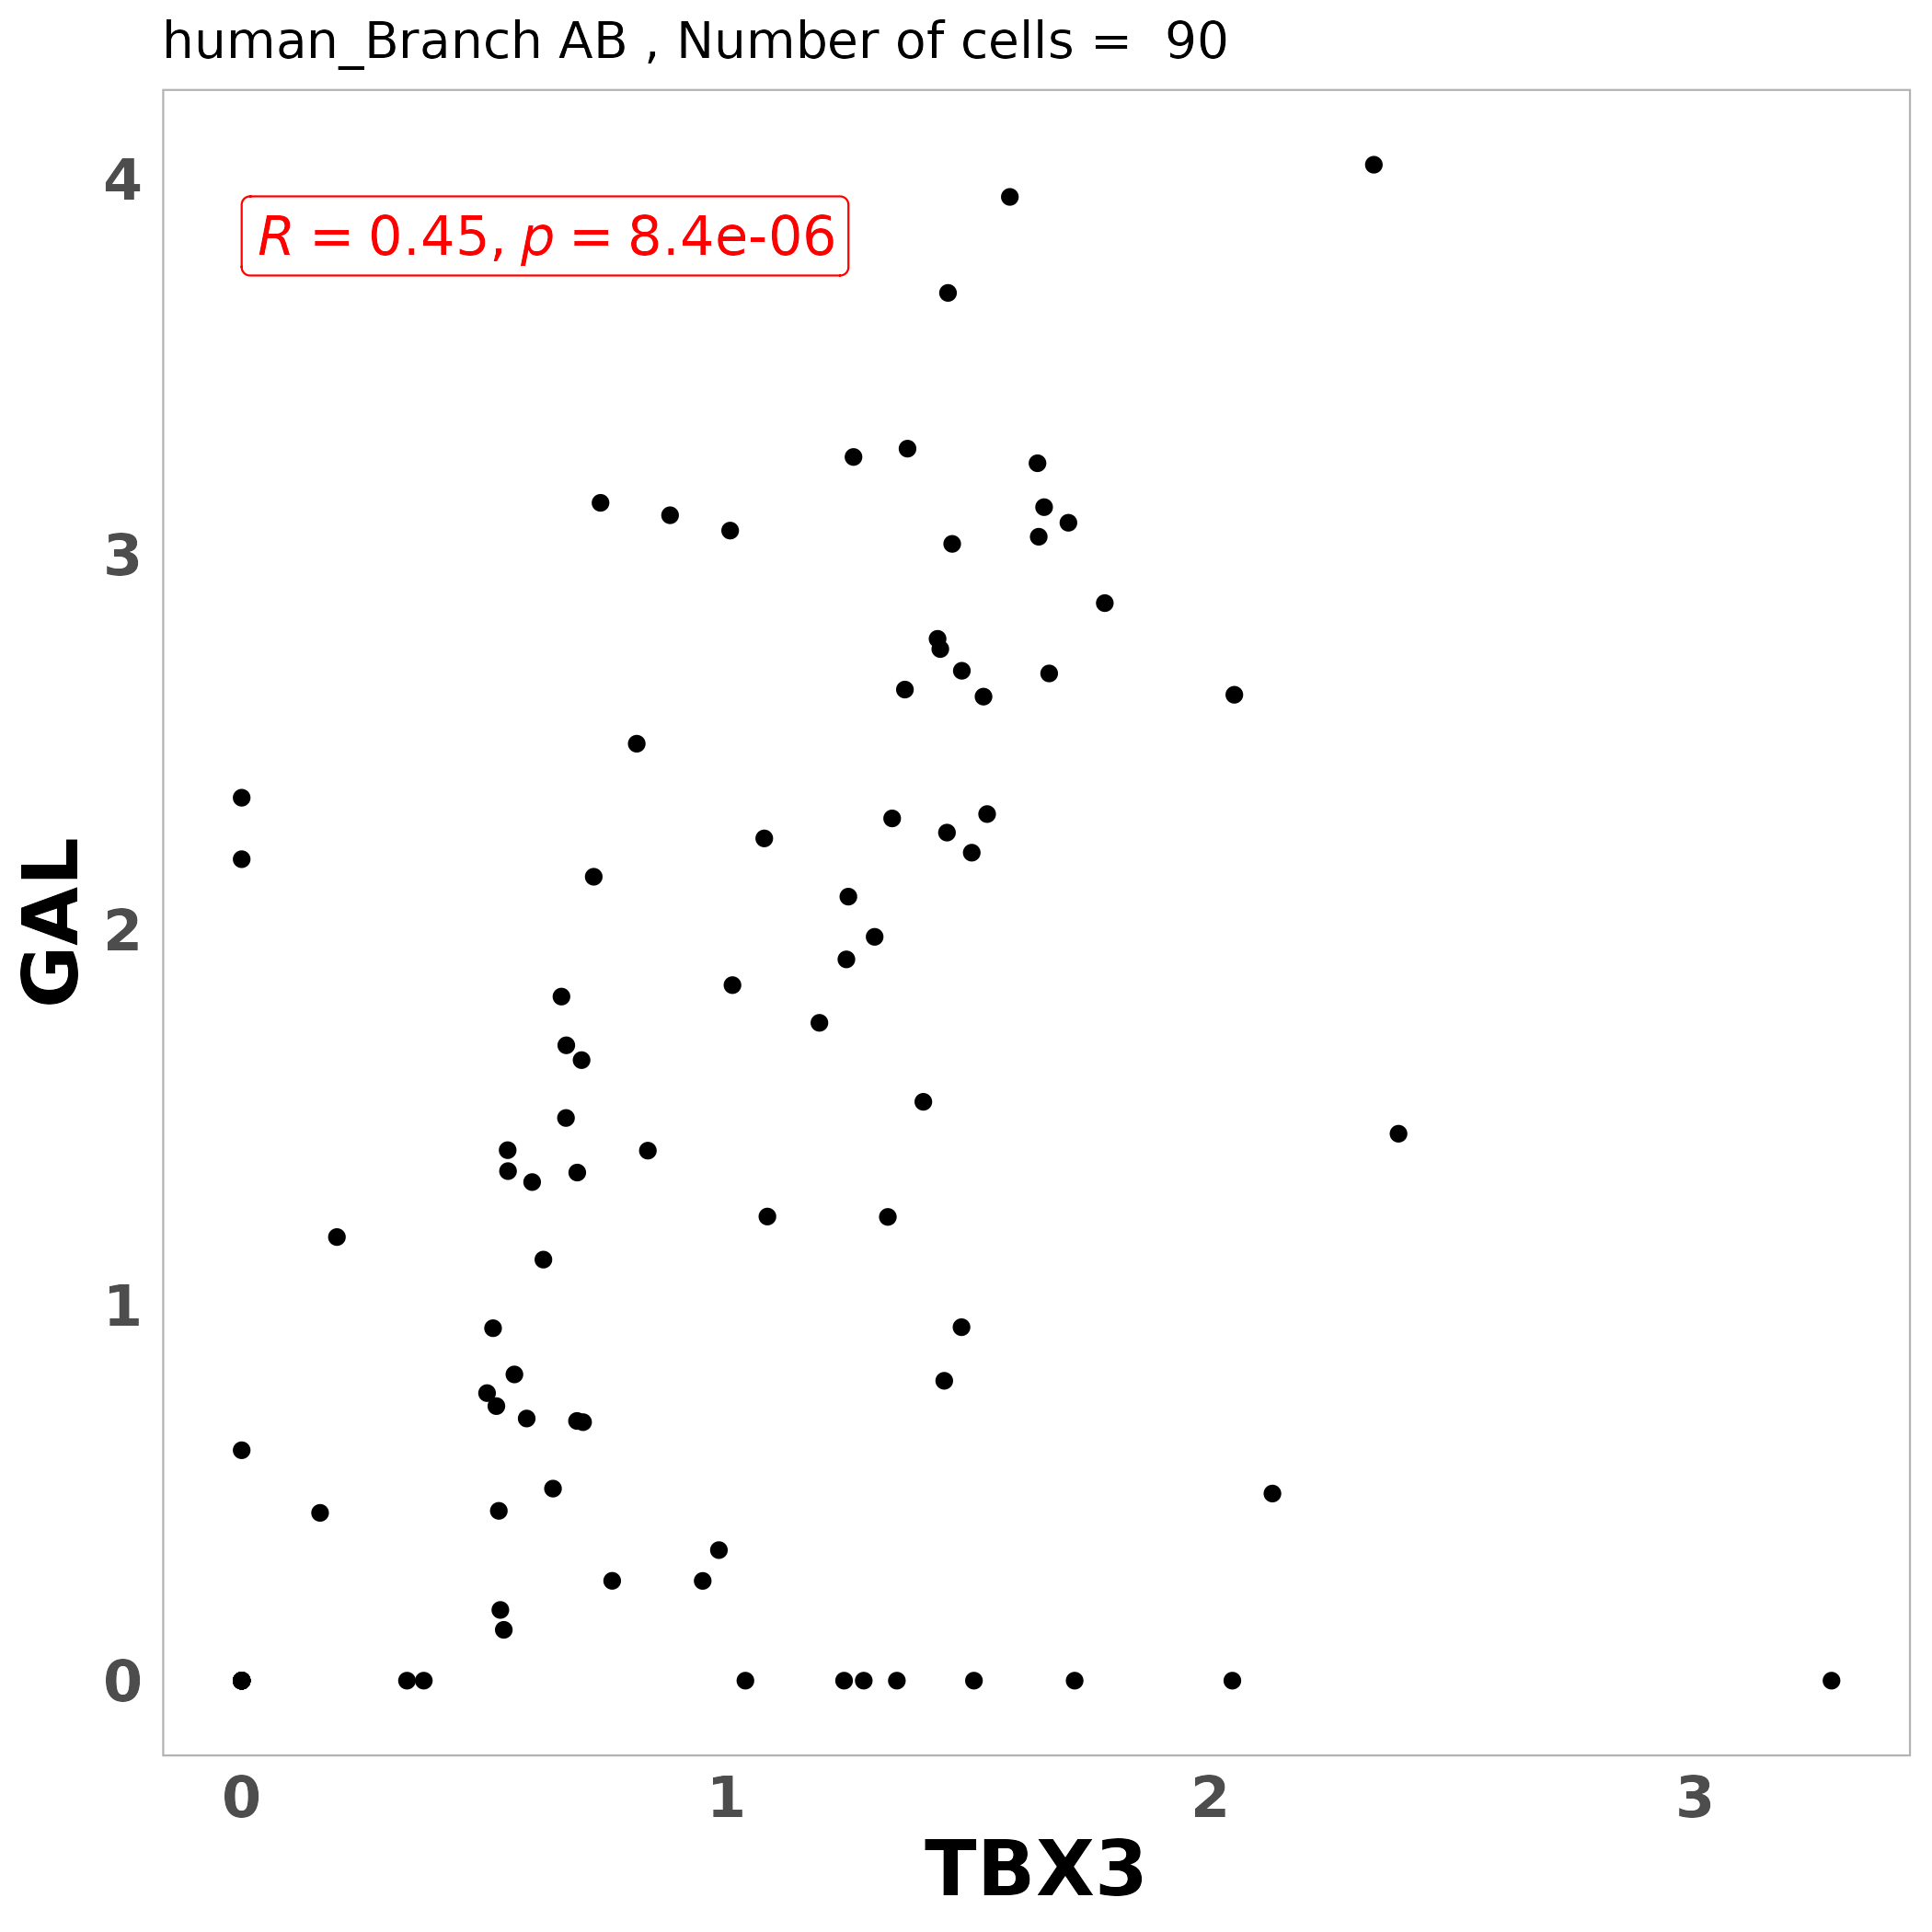 human_Branch AB , Number of cells =  90
R = 0.45, p = 8.4e-06
4
3
2
1
0
GAL
0 1 2 3
TBX3